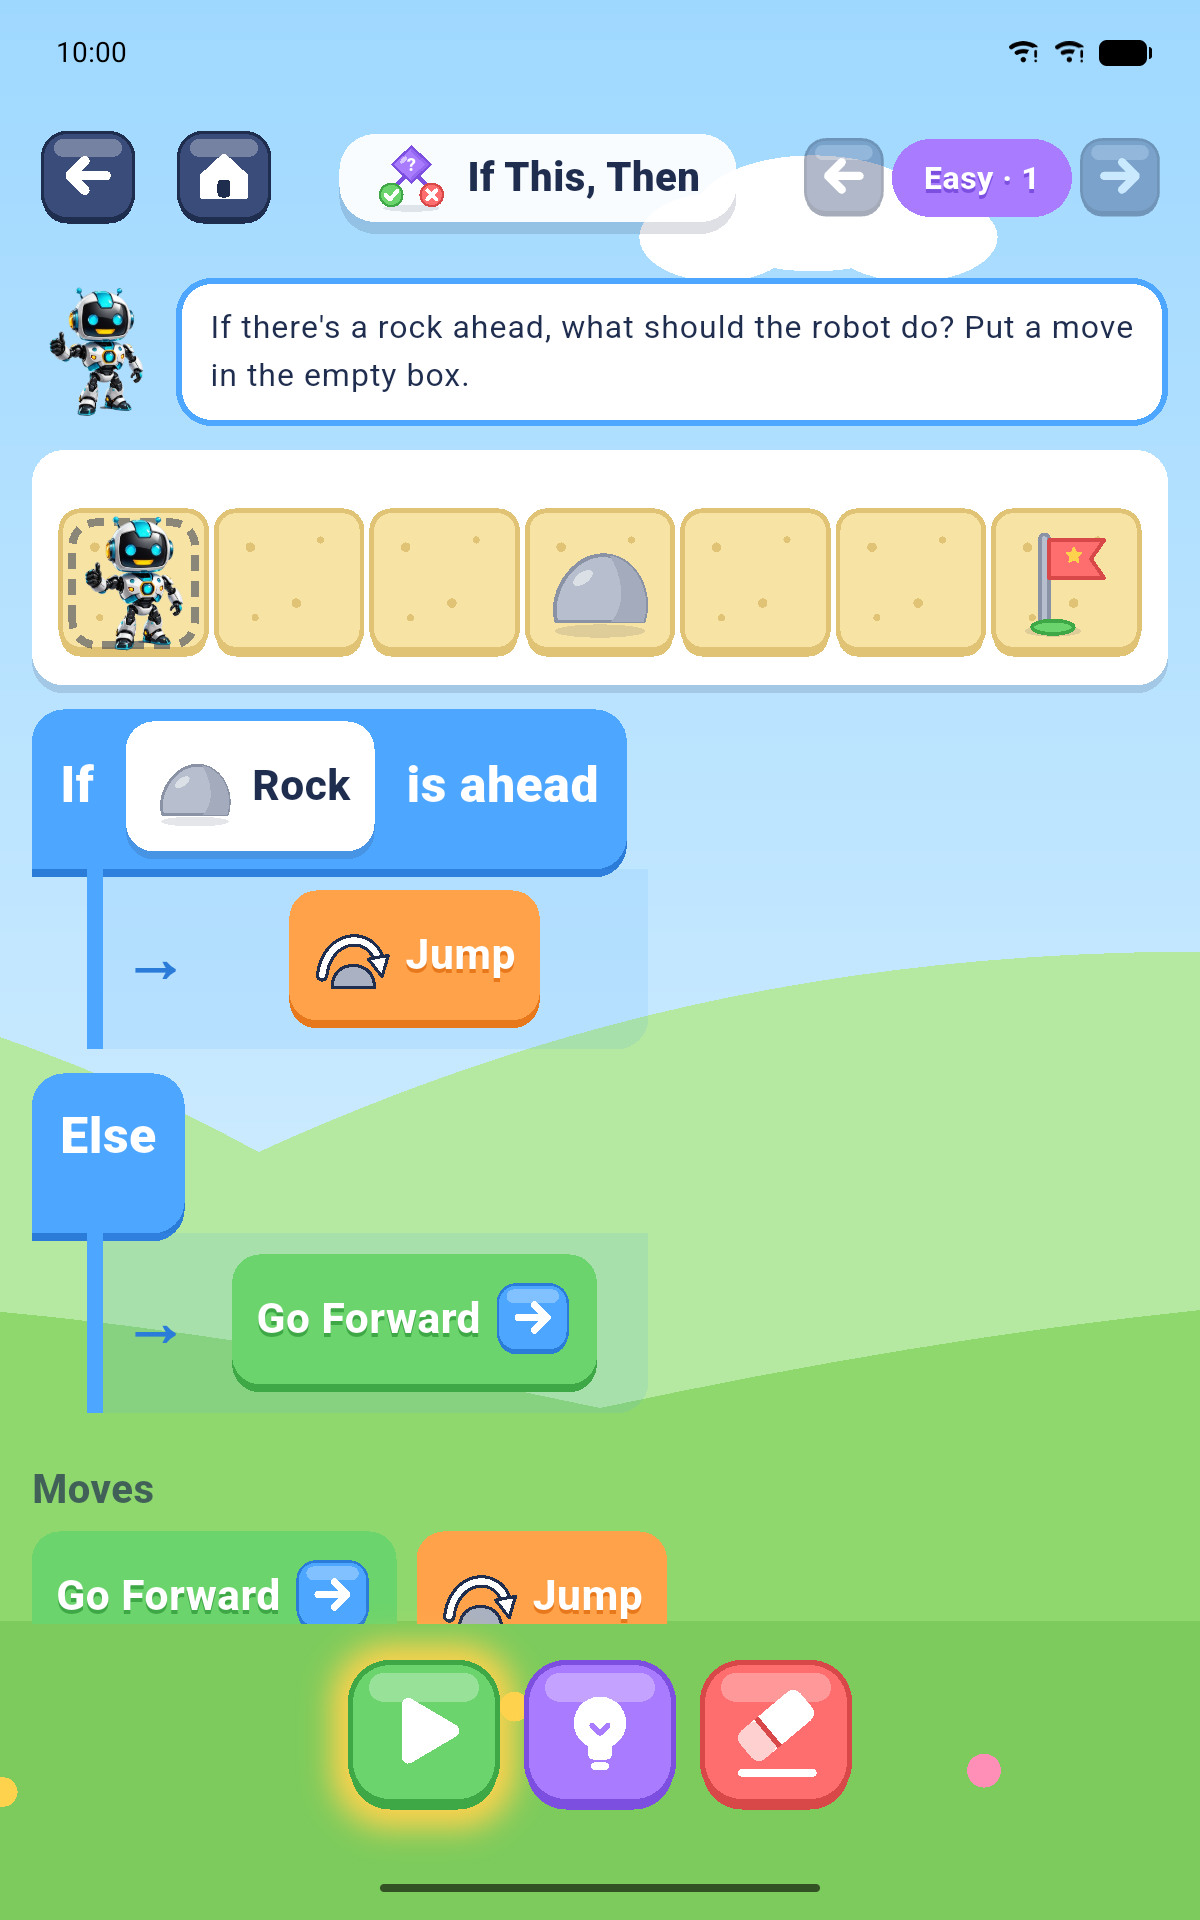 10:00
If This, Then
Easy · 1
If there's a rock ahead, what should the robot do? Put a move
in the empty box.
If Rock is ahead
→ Jump
Else
→ Go Forward
Moves
Go Forward Jump